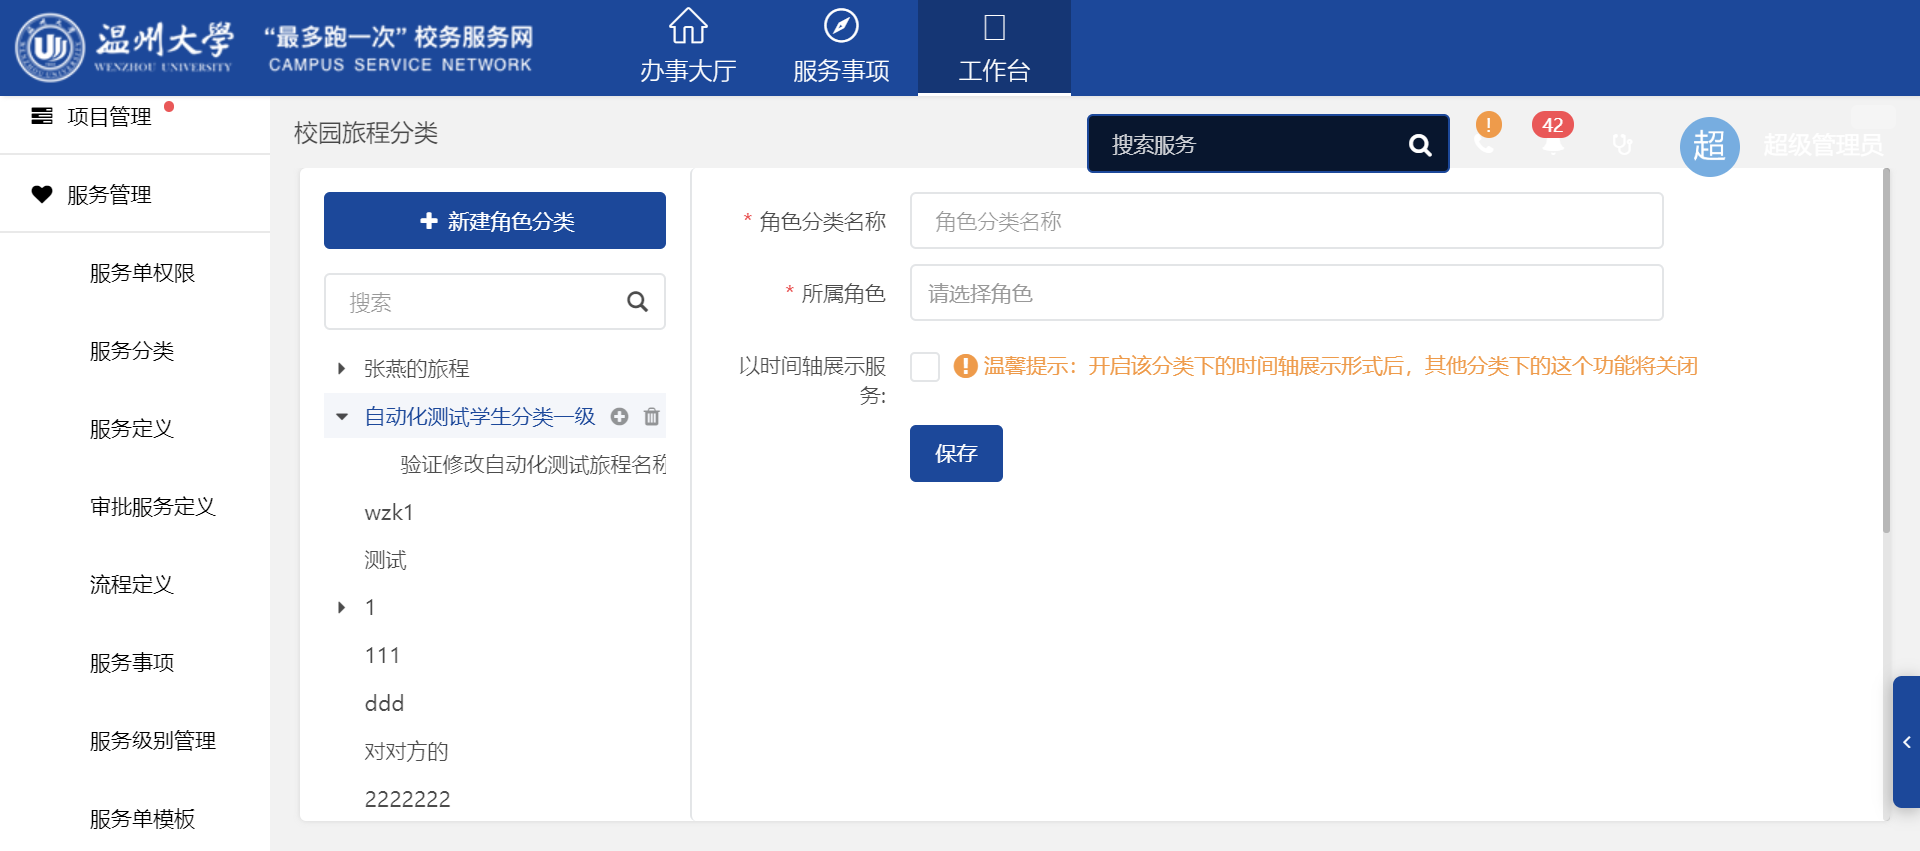 温州大学
WENZHOU UNIVERSITY
“最多跑一次”校务服务网
CAMPUS SERVICE NETWORK
办事大厅
服务事项
工作台
项目管理
服务管理
服务单权限
服务分类
服务定义
审批服务定义
流程定义
服务事项
服务级别管理
服务单模板
校园旅程分类
搜索服务
!
42
超
超级管理员
新建角色分类
搜索
张燕的旅程
自动化测试学生分类一级
验证修改自动化测试旅程名称
wzk1
测试
1
111
ddd
对对方的
2222222
* 角色分类名称
角色分类名称
* 所属角色
请选择角色
以时间轴展示服
务:
温馨提示：开启该分类下的时间轴展示形式后，其他分类下的这个功能将关闭
保存